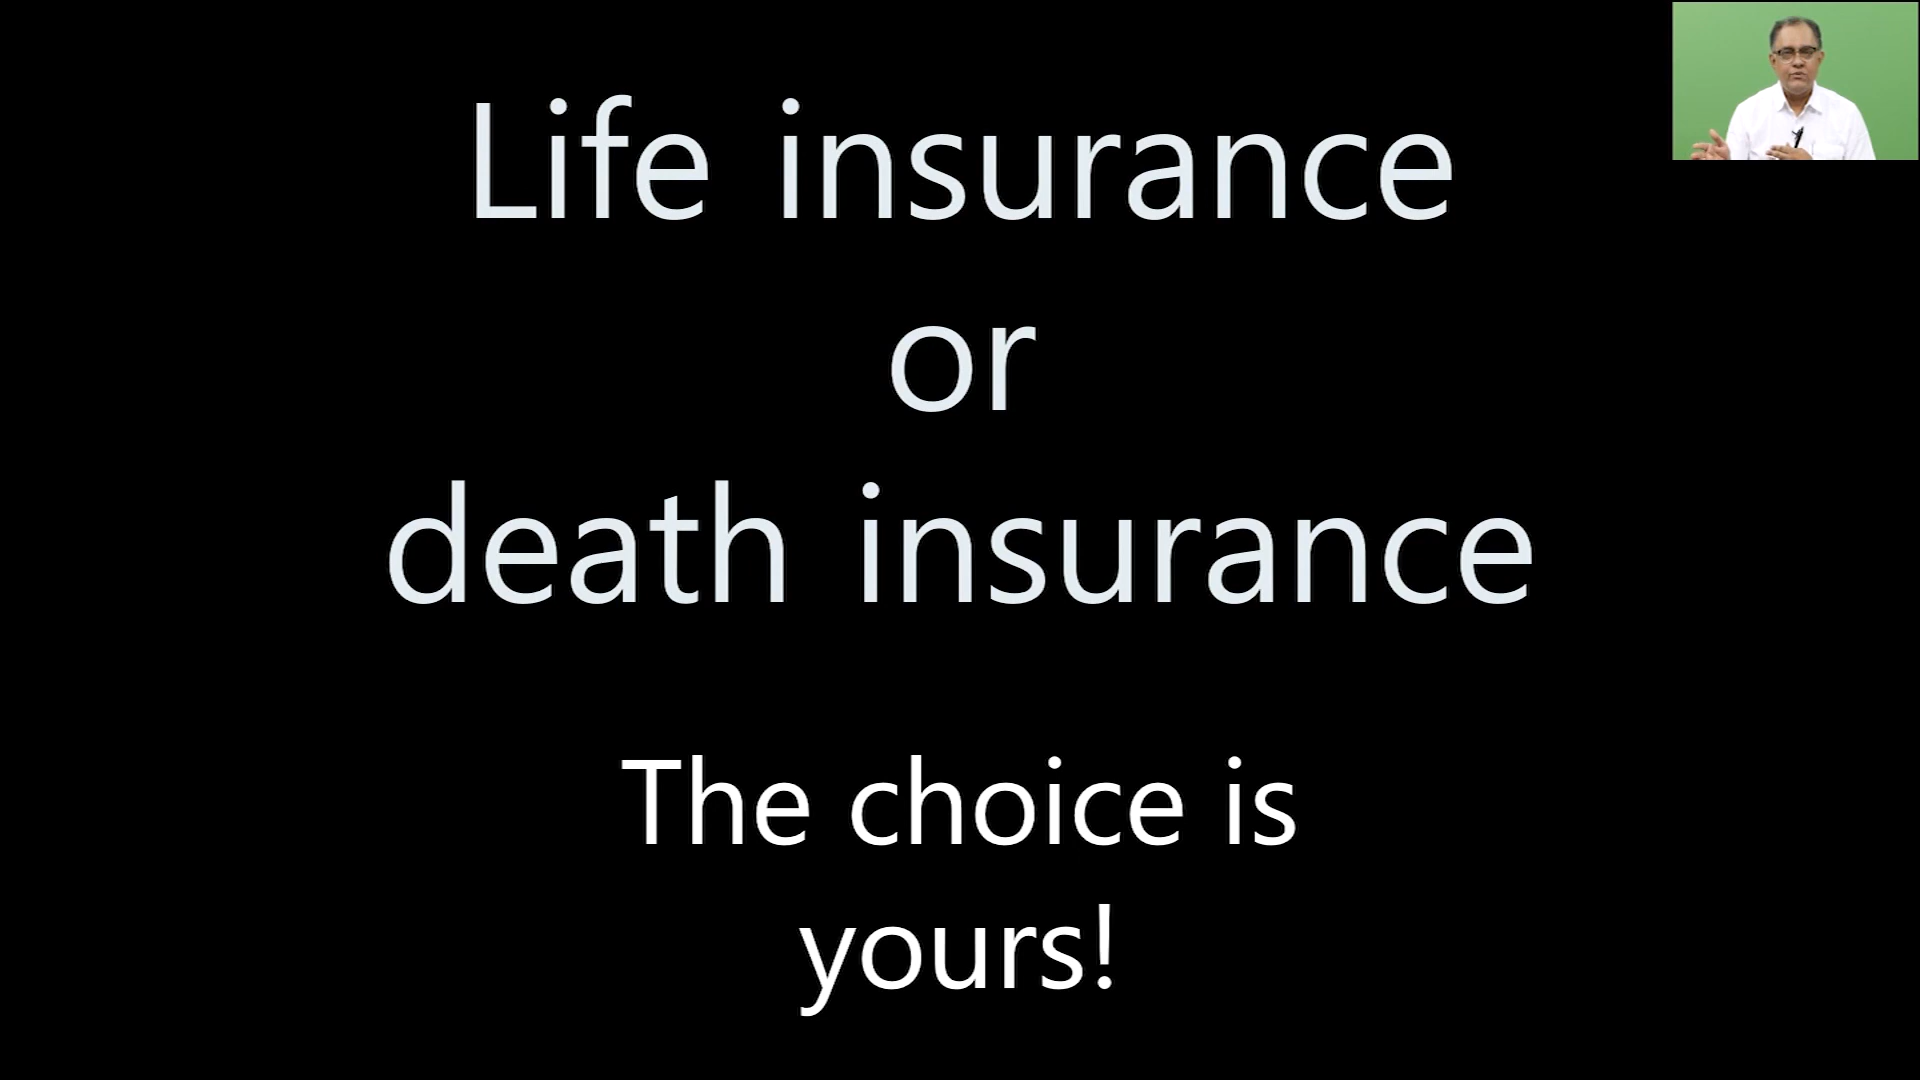 Life insurance
or
death insurance
The choice is
yours!